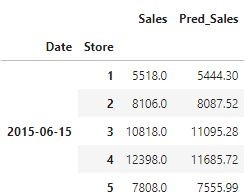 Sales Pred_Sales
Date Store
1 5518.0 5444.30
2 8106.0 8087.52
2015-06-15 3 10818.0 11095.28
4 12398.0 11685.72
5 7808.0 7555.99